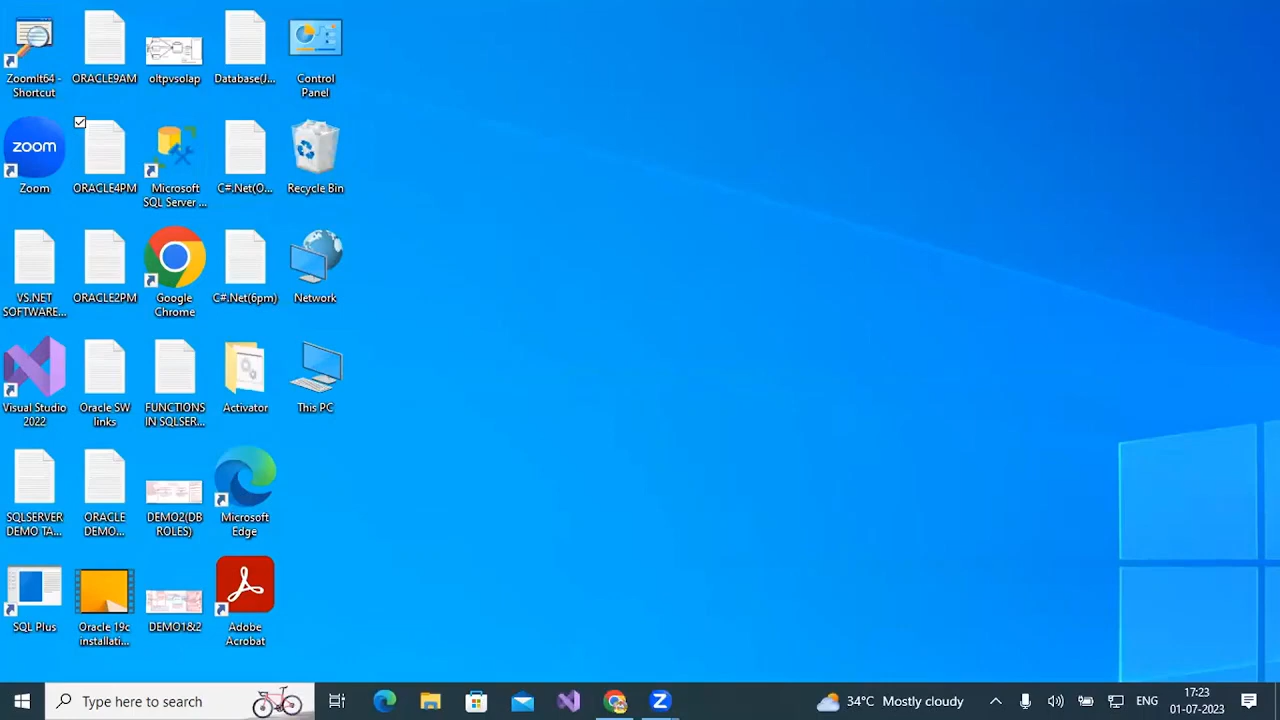 ZoomIt64 -
Shortcut
ORACLE9AM
oltpvsolap
Database(J...
Control
Panel
zoom
Zoom
ORACLE4PM
Microsoft
SQL Server ...
C#.Net(O...
Recycle Bin
VS.NET
SOFTWARE...
ORACLE2PM
Google
Chrome
C#.Net(6pm)
Network
Visual Studio
2022
Oracle SW
links
FUNCTIONS
IN SQLSER...
Activator
This PC
SQLSERVER
DEMO TA...
ORACLE
DEMO...
DEMO2(DB
ROLES)
Microsoft
Edge
SQL Plus
Oracle 19c
installati...
DEMO1&2
Adobe
Acrobat
Type here to search
34°C Mostly cloudy
ENG
17:23
01-07-2023